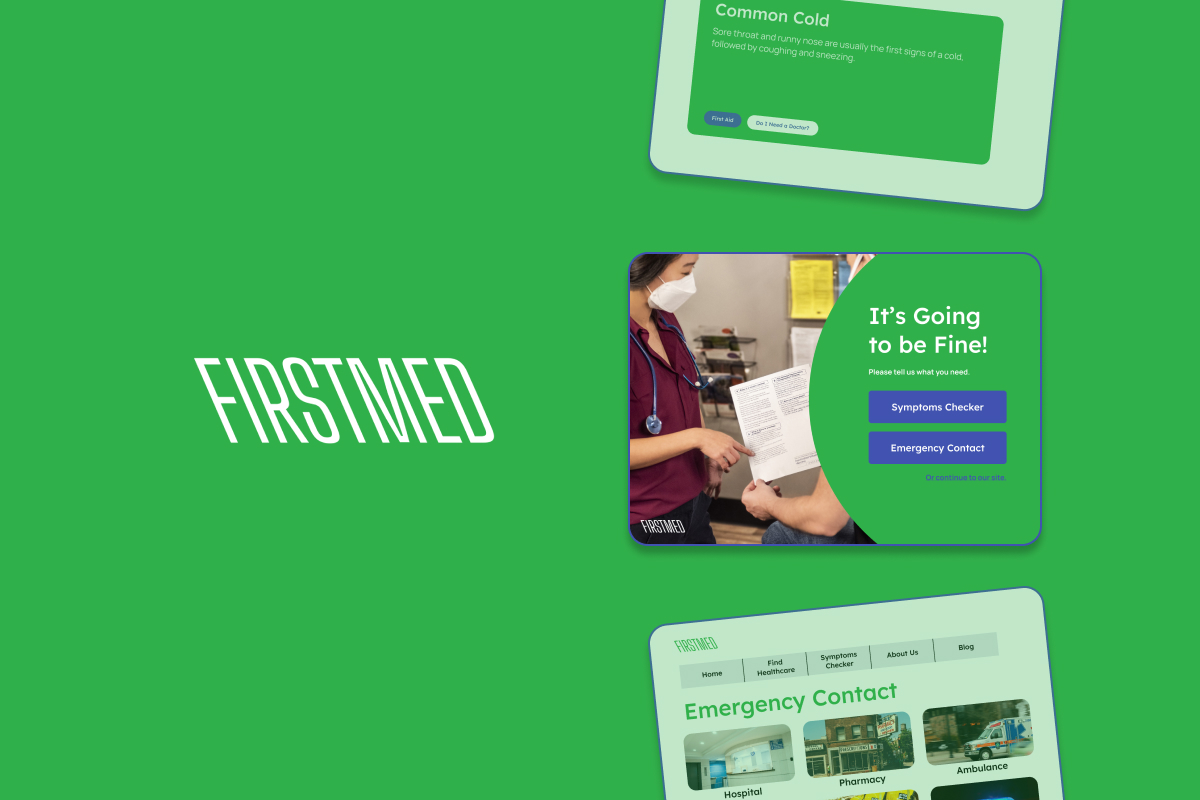 FIRSTMED
Common Cold
Sore throat and runny nose are usually the first signs of a cold,
followed by coughing and sneezing.
First Aid
Do I Need a Doctor?
It's Going
to be Fine!
Please tell us what you need.
Symptoms Checker
Emergency Contact
Or continue to our site.
FIRSTMED
FIRSTMED
Home
Find
Healthcare
Symptoms
Checker
About Us
Blog
Emergency Contact
Hospital
Pharmacy
Ambulance